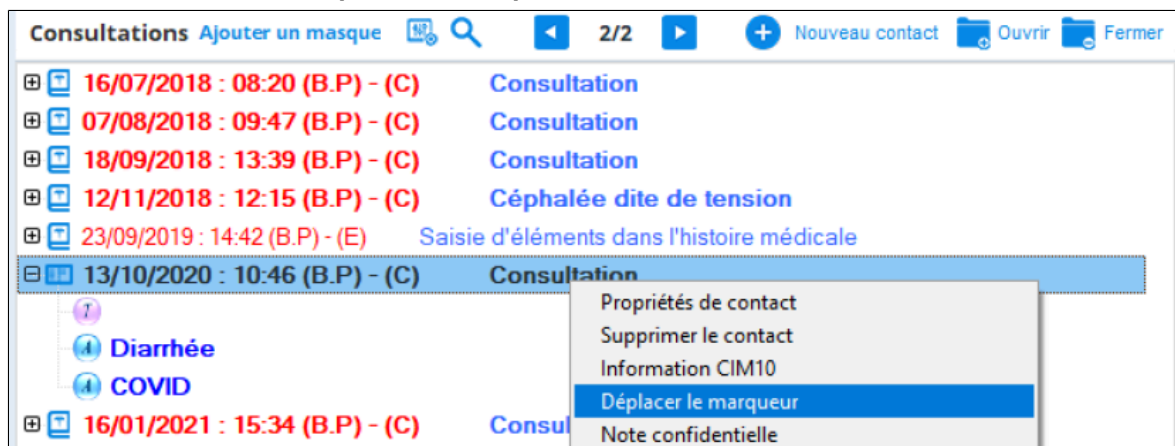 Consultations Ajouter un masque 2/2 Nouveau contact Ouvrir Fermer
16/07/2018 : 08:20 (B.P) - (C) Consultation
07/08/2018 : 09:47 (B.P) - (C) Consultation
18/09/2018 : 13:39 (B.P) - (C) Consultation
12/11/2018 : 12:15 (B.P) - (C) Céphalée dite de tension
23/09/2019 : 14:42 (B.P) - (E) Saisie d'éléments dans l'histoire médicale
13/10/2020 : 10:46 (B.P) - (C) Consultation
Propriétés de contact
T
Supprimer le contact
A Diarrhée
Information CIM10
A COVID
Déplacer le marqueur
16/01/2021 : 15:34 (B.P) - (C) Consul
Note confidentielle